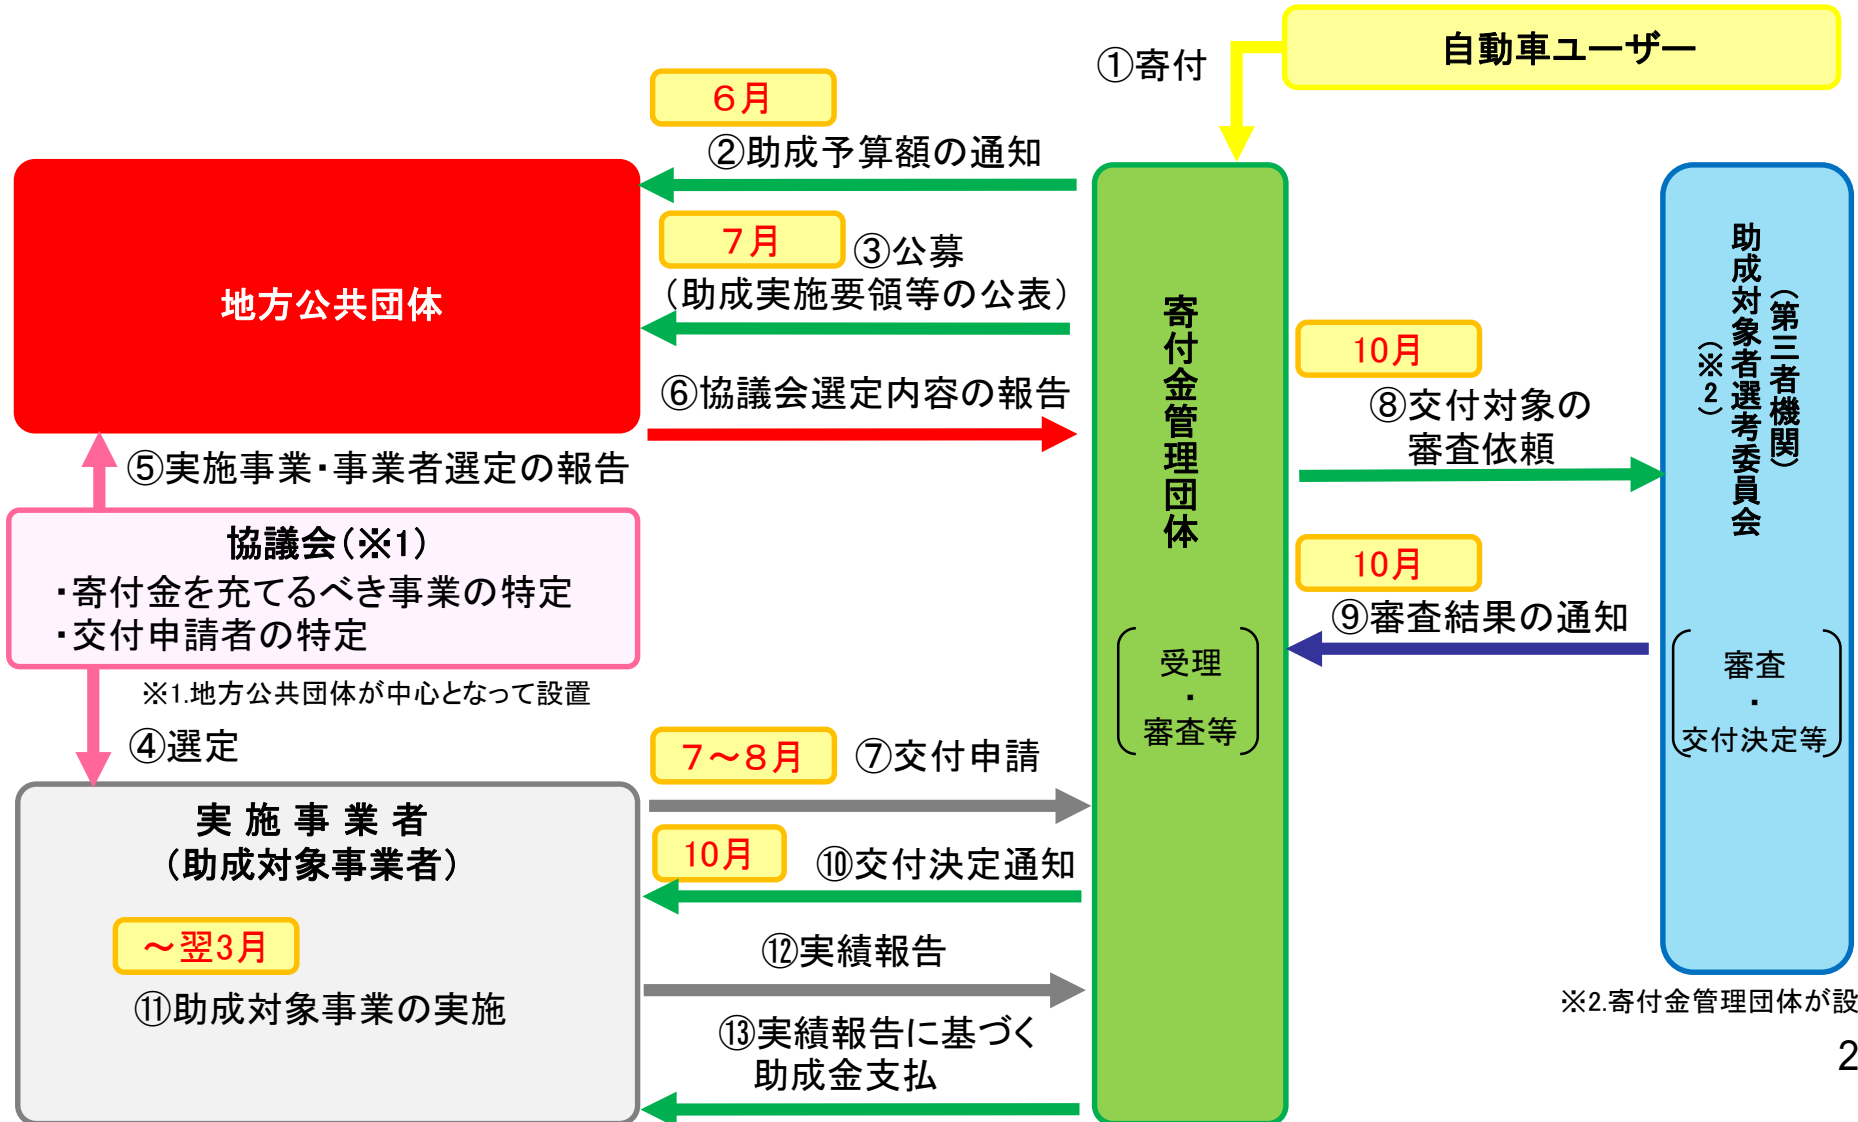 自動車ユーザー
①寄付
６月
②助成予算額の通知
７月
③公募
（助成実施要領等の公表）
地方公共団体
⑥協議会選定内容の報告
⑤実施事業・事業者選定の報告
協議会（※1）
・寄付金を充てるべき事業の特定
・交付申請者の特定
※1.地方公共団体が中心となって設置
④選定
寄付金管理団体
受理
・
審査等
10月
⑧交付対象の
審査依頼
10月
⑨審査結果の通知
（第三者機関）
助成対象者選考委員会
（※2）
審査
・
交付決定等
７～８月
⑦交付申請
実施事業者
（助成対象事業者）
10月
⑩交付決定通知
～翌3月
⑪助成対象事業の実施
⑫実績報告
⑬実績報告に基づく
助成金支払
※2.寄付金管理団体が設
2